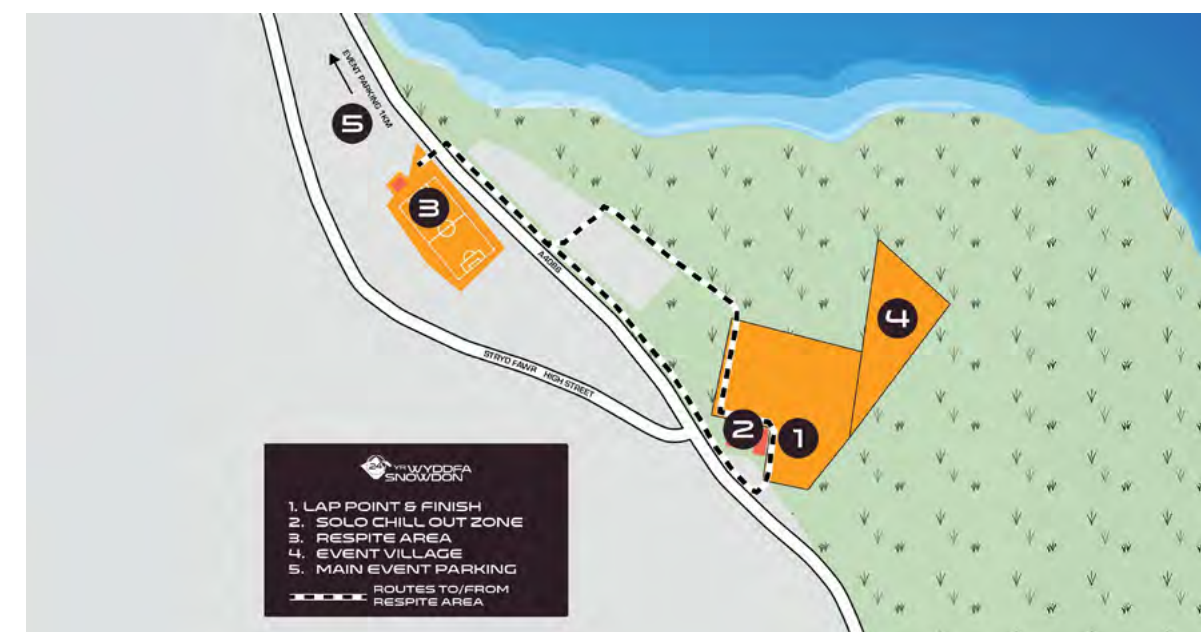 EVENT PARKING 1KM
5
3
A4086
4
STRYD FAWR HIGH STREET
2
1
24 YR WYDDFA
SNOWDON
1. LAP POINT & FINISH
2. SOLO CHILL OUT ZONE
3. RESPITE AREA
4. EVENT VILLAGE
5. MAIN EVENT PARKING
ROUTES TO/FROM
RESPITE AREA